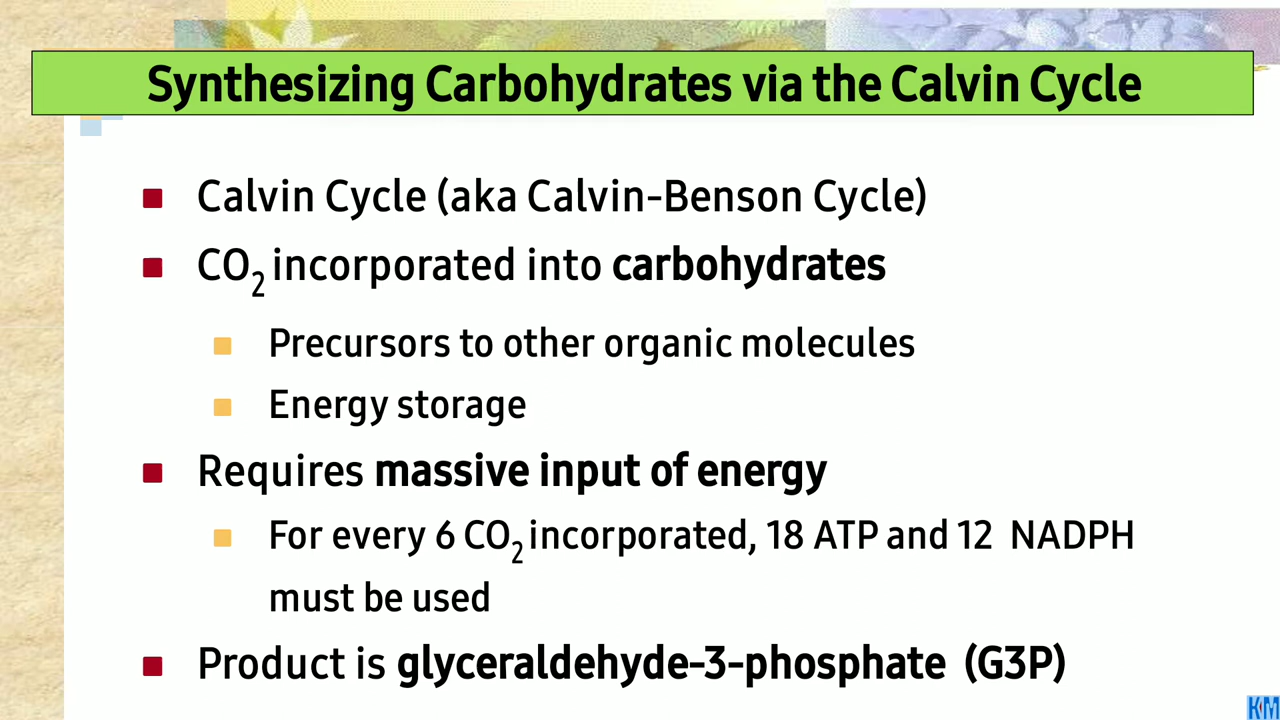 Synthesizing Carbohydrates via the Calvin Cycle
Calvin Cycle (aka Calvin-Benson Cycle)
CO₂ incorporated into carbohydrates
Precursors to other organic molecules
Energy storage
Requires massive input of energy
For every 6 CO₂ incorporated, 18 ATP and 12 NADPH
must be used
Product is glyceraldehyde-3-phosphate (G3P)
KM